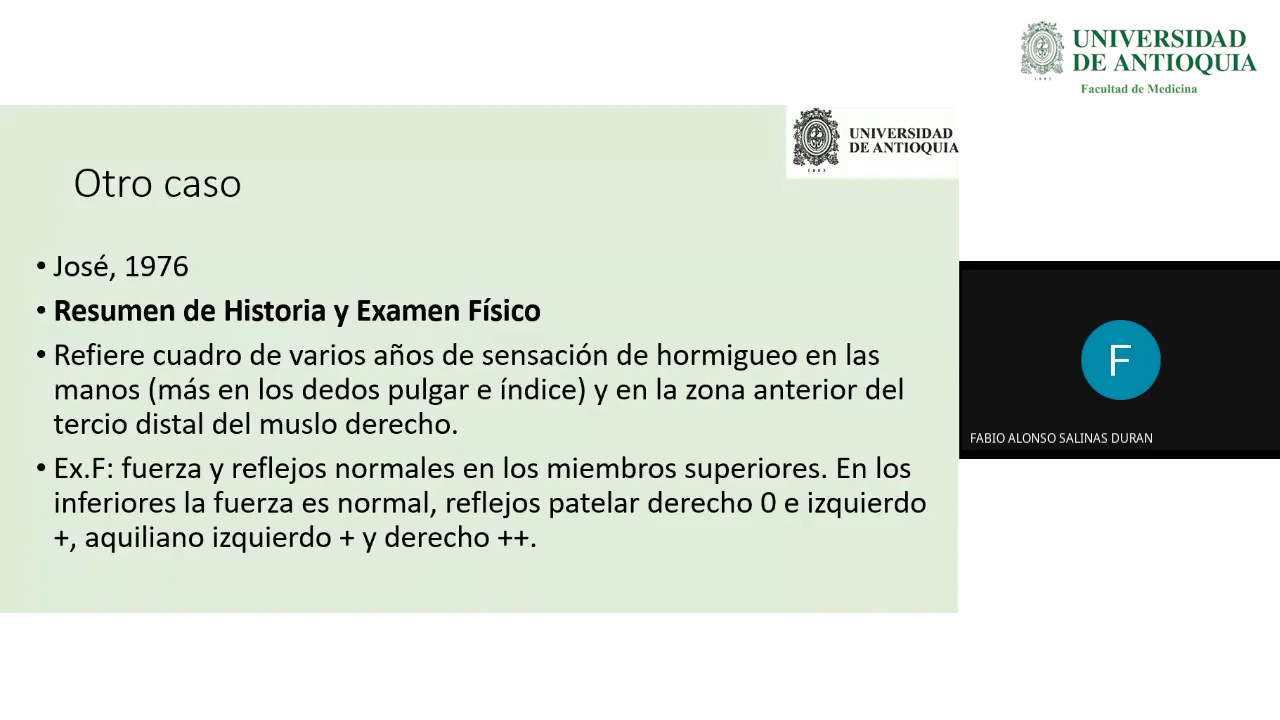 UNIVERSIDAD
DE ANTIOQUIA
1803
Facultad de Medicina
UNIVERSIDAD
DE ANTIOQUIA
1803
Otro caso
• José, 1976
• Resumen de Historia y Examen Físico
• Refiere cuadro de varios años de sensación de hormigueo en las
manos (más en los dedos pulgar e índice) y en la zona anterior del
tercio distal del muslo derecho.
• Ex.F: fuerza y reflejos normales en los miembros superiores. En los
inferiores la fuerza es normal, reflejos patelar derecho 0 e izquierdo
+, aquiliano izquierdo + y derecho ++.
F
FABIO ALONSO SALINAS DURAN